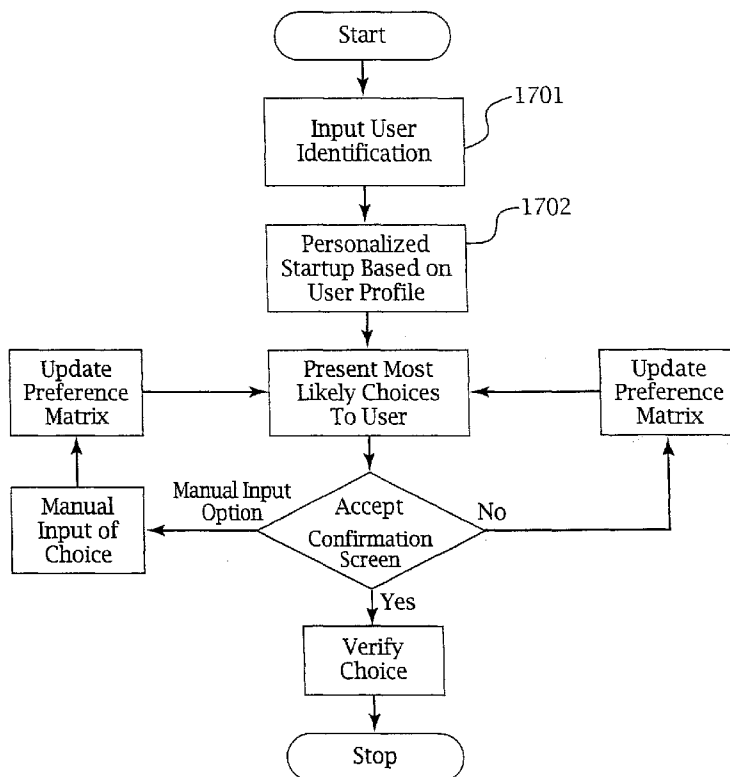 Start
1701
Input User
Identification
1702
Personalized
Startup Based on
User Profile
Update
Preference
Matrix
Present Most
Likely Choices
To User
Update
Preference
Matrix
Manual
Input of
Choice
Manual Input
Option
Accept
Confirmation
Screen
No
Yes
Verify
Choice
Stop